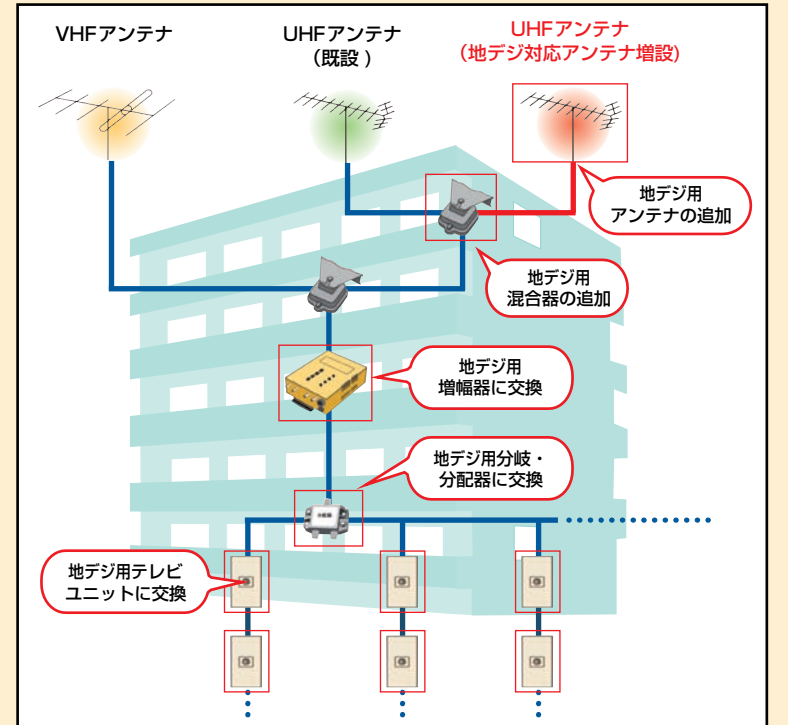 VHFアンテナ
UHFアンテナ
(既設 )
UHFアンテナ
(地デジ対応アンテナ増設)
地デジ用
アンテナの追加
地デジ用
混合器の追加
地デジ用
増幅器に交換
地デジ用分岐・
分配器に交換
地デジ用テレビ
ユニットに交換